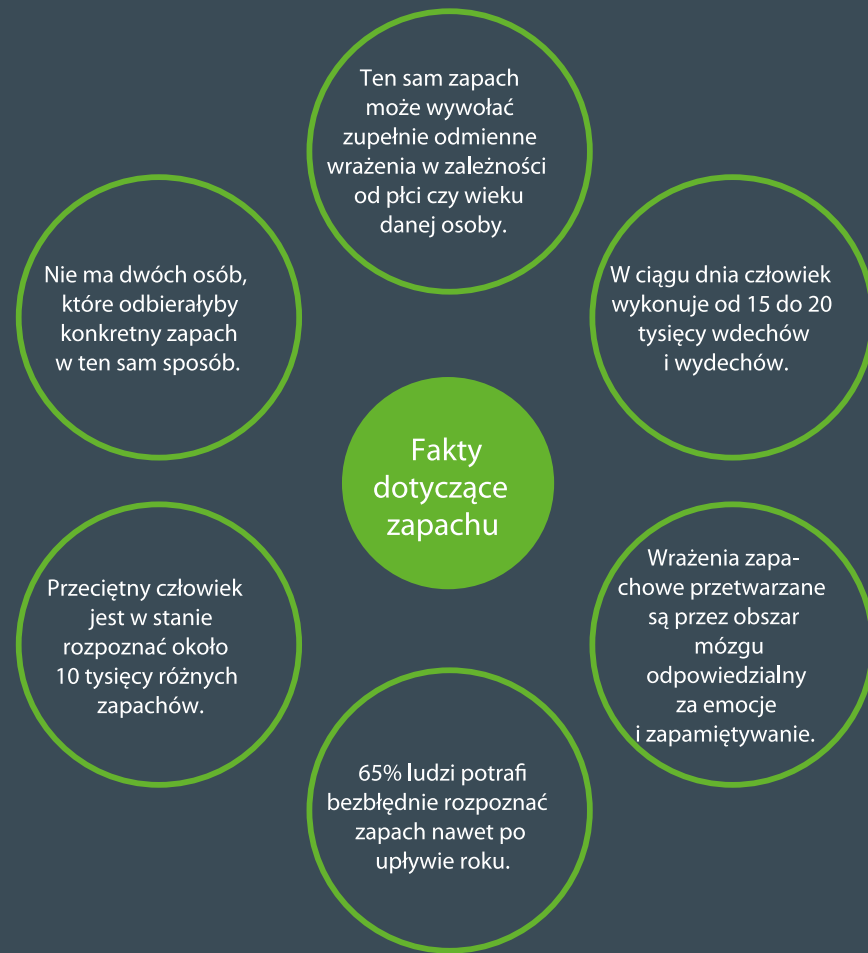 Ten sam zapach
może wywołać
zupełnie odmienne
wrażenia w zależności
od płci czy wieku
danej osoby.
Nie ma dwóch osób,
które odbierałyby
konkretny zapach
w ten sam sposób.
W ciągu dnia człowiek
wykonuje od 15 do 20
tysięcy wdechów
i wydechów.
Fakty
dotyczące
zapachu
Przeciętny człowiek
jest w stanie
rozpoznać około
10 tysięcy różnych
zapachów.
Wrażenia zapa-
chowe przetwarzane
są przez obszar
mózgu
odpowiedzialny
za emocje
i zapamiętywanie.
65% ludzi potrafi
bezbłędnie rozpoznać
zapach nawet po
upływie roku.